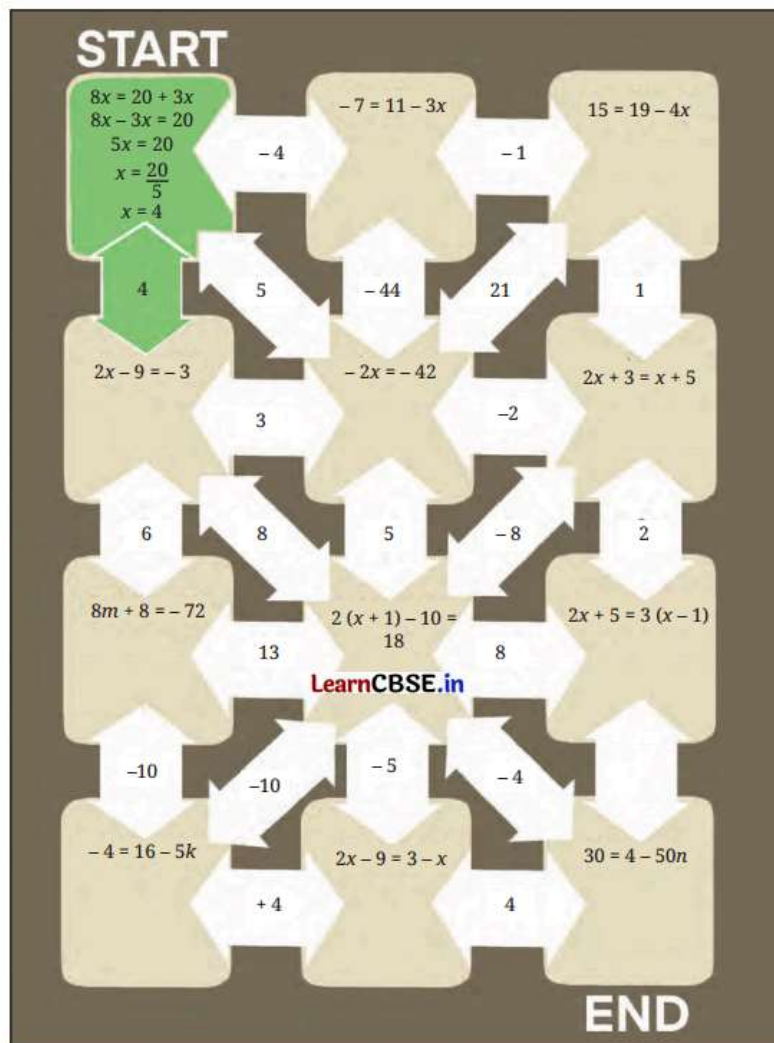 START
8x = 20 + 3x
8x – 3x = 20
5x = 20
x = 20/5
x = 4
– 4
– 7 = 11 – 3x
– 1
15 = 19 – 4x
4
5
– 44
21
1
2x – 9 = – 3
3
– 2x = – 42
–2
2x + 3 = x + 5
6
8
5
– 8
2
8m + 8 = – 72
13
2 (x + 1) – 10 =
18
8
2x + 5 = 3 (x – 1)
LearnCBSE.in
–10
–10
– 5
– 4
– 4 = 16 – 5k
+ 4
2x – 9 = 3 – x
4
30 = 4 – 50n
END